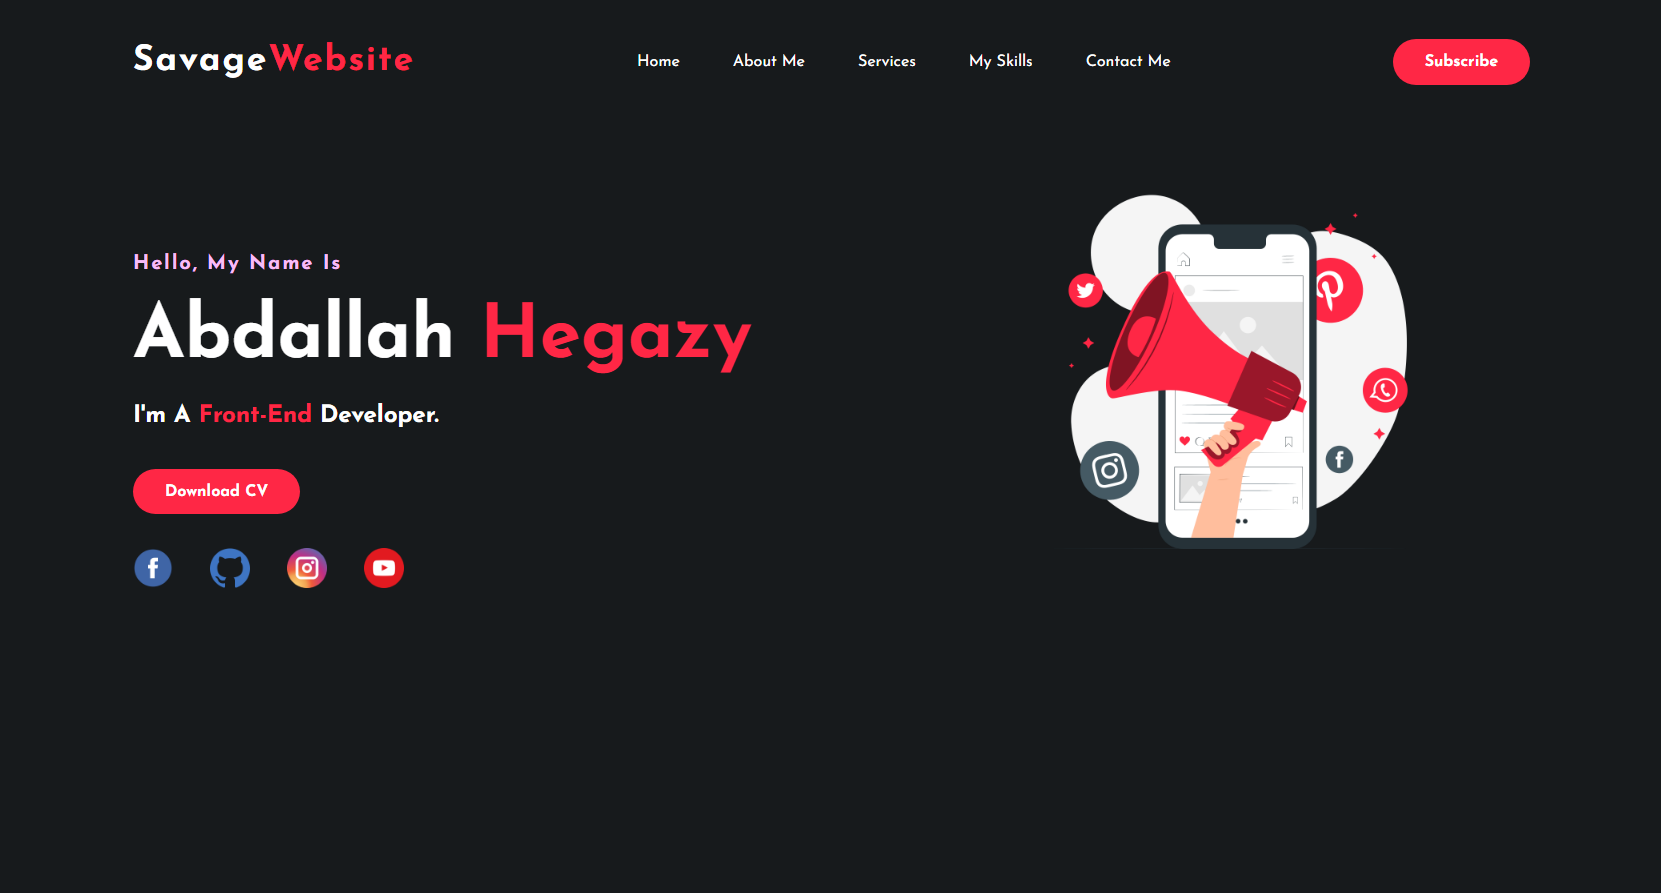 SavageWebsite
Home About Me Services My Skills Contact Me
Subscribe
Hello, My Name Is
Abdallah Hegazy
I'm A Front-End Developer.
Download CV